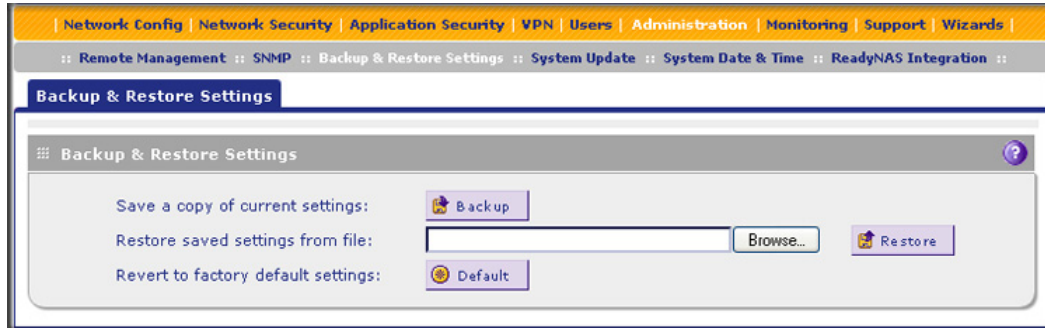 | Network Config | Network Security | Application Security | VPN | Users | Administration | Monitoring | Support | Wizards |
:: Remote Management :: SNMP :: Backup & Restore Settings :: System Update :: System Date & Time :: ReadyNAS Integration ::
Backup & Restore Settings
Backup & Restore Settings ?
Save a copy of current settings: Backup
Restore saved settings from file: Browse... Restore
Revert to factory default settings: Default